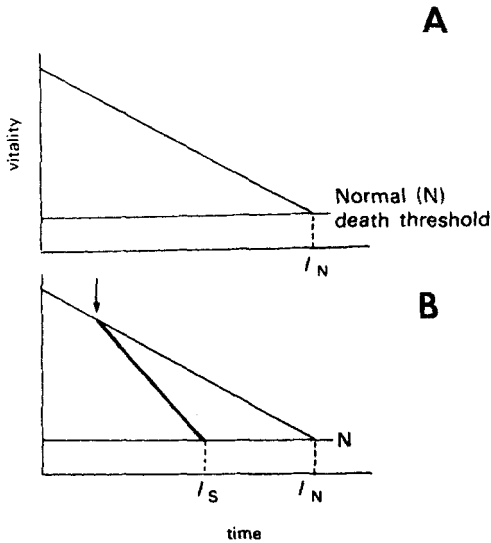 A
vitality
Normal (N)
death threshold
l N
B
N
l S
l N
time